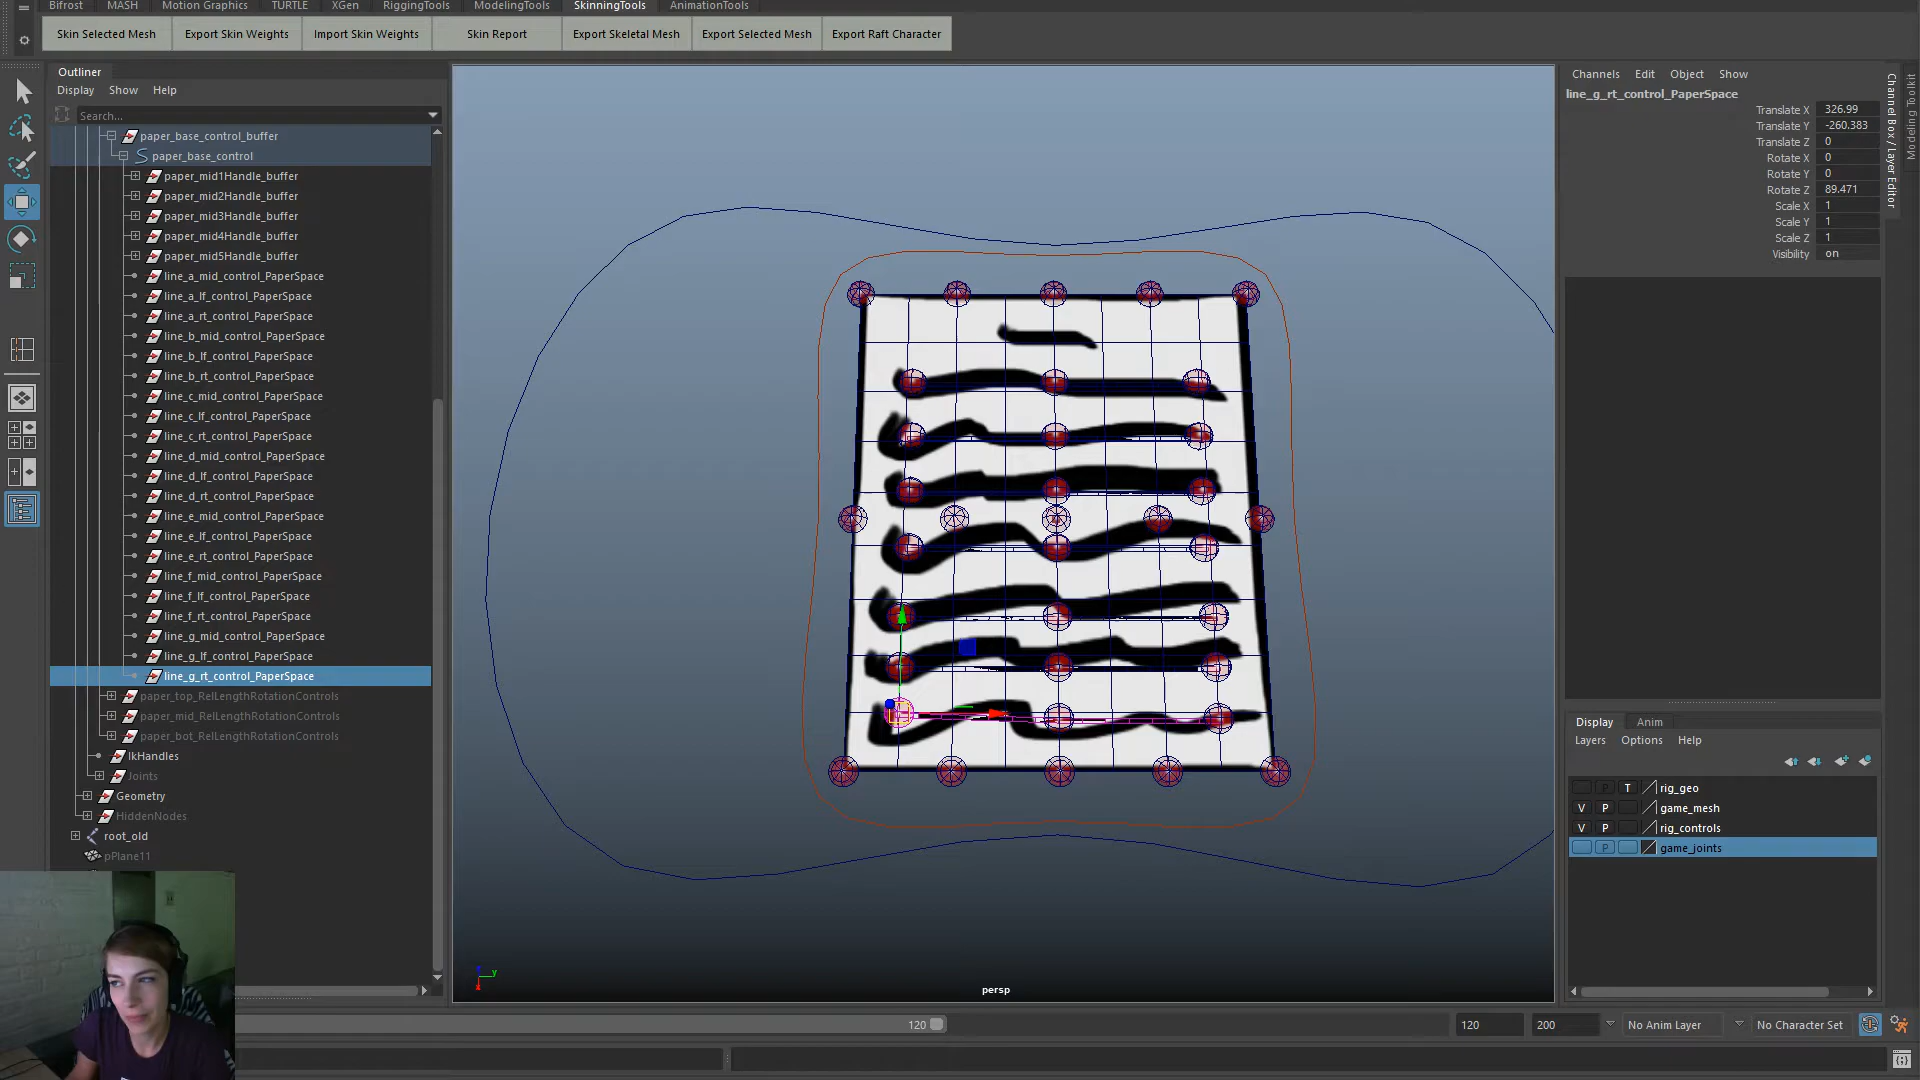 Bifrost MASH Motion Graphics TURTLE XGen RiggingTools ModelingTools SkinningTools AnimationTools
Skin Selected Mesh Export Skin Weights Import Skin Weights Skin Report Export Skeletal Mesh Export Selected Mesh Export Raft Character
Outliner
Display Show Help
Search...
paper_base_control_buffer
paper_base_control
paper_mid1Handle_buffer
paper_mid2Handle_buffer
paper_mid3Handle_buffer
paper_mid4Handle_buffer
paper_mid5Handle_buffer
line_a_mid_control_PaperSpace
line_a_lf_control_PaperSpace
line_a_rt_control_PaperSpace
line_b_mid_control_PaperSpace
line_b_lf_control_PaperSpace
line_b_rt_control_PaperSpace
line_c_mid_control_PaperSpace
line_c_lf_control_PaperSpace
line_c_rt_control_PaperSpace
line_d_mid_control_PaperSpace
line_d_lf_control_PaperSpace
line_d_rt_control_PaperSpace
line_e_mid_control_PaperSpace
line_e_lf_control_PaperSpace
line_e_rt_control_PaperSpace
line_f_mid_control_PaperSpace
line_f_lf_control_PaperSpace
line_f_rt_control_PaperSpace
line_g_mid_control_PaperSpace
line_g_lf_control_PaperSpace
line_g_rt_control_PaperSpace
paper_top_RelLengthRotationControls
paper_mid_RelLengthRotationControls
paper_bot_RelLengthRotationControls
IkHandles
Joints
Geometry
HiddenNodes
root_old
pPlane11
y
x
persp
Channels Edit Object Show
line_g_rt_control_PaperSpace
Translate X 326.99
Translate Y -260.383
Translate Z 0
Rotate X 0
Rotate Y 0
Rotate Z 89.471
Scale X 1
Scale Y 1
Scale Z 1
Visibility on
Channel Box / Layer Editor
Modeling Toolkit
Display Anim
Layers Options Help
P T rig_geo
V P game_mesh
V P rig_controls
P game_joints
120 120 200 No Anim Layer No Character Set